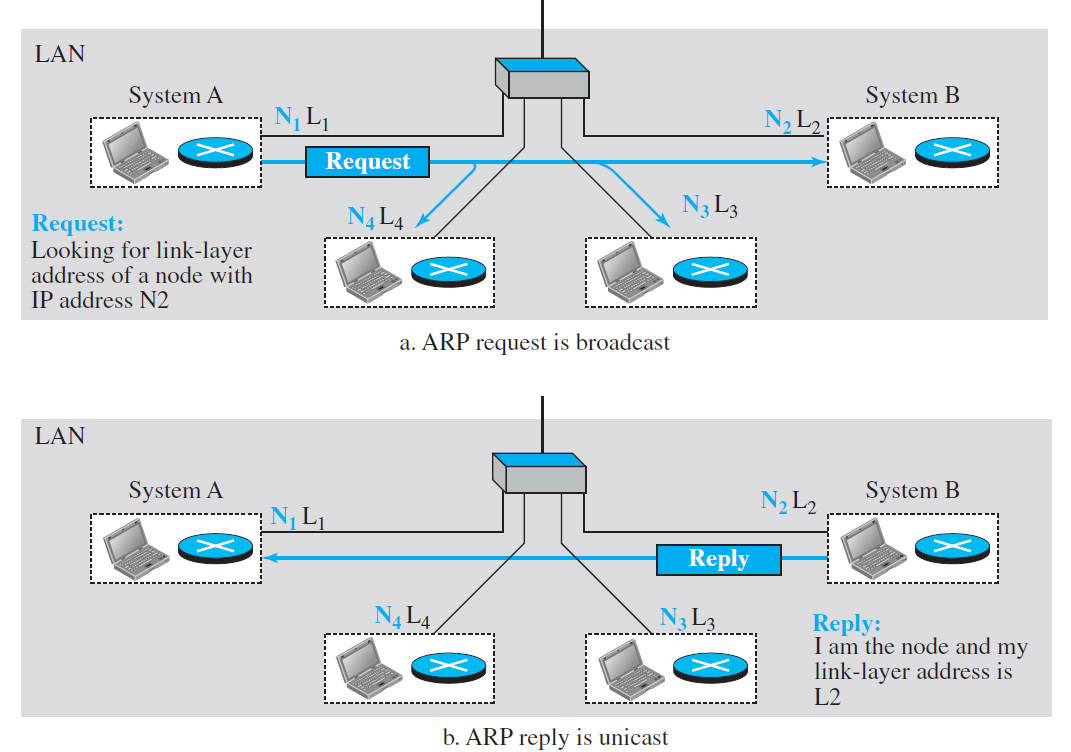 LAN
System A
System B
N1 L1
N2 L2
Request
N4 L4
N3 L3
Request:
Looking for link-layer
address of a node with
IP address N2
a. ARP request is broadcast
LAN
System A
System B
N1 L1
N2 L2
Reply
N4 L4
N3 L3
Reply:
I am the node and my
link-layer address is
L2
b. ARP reply is unicast